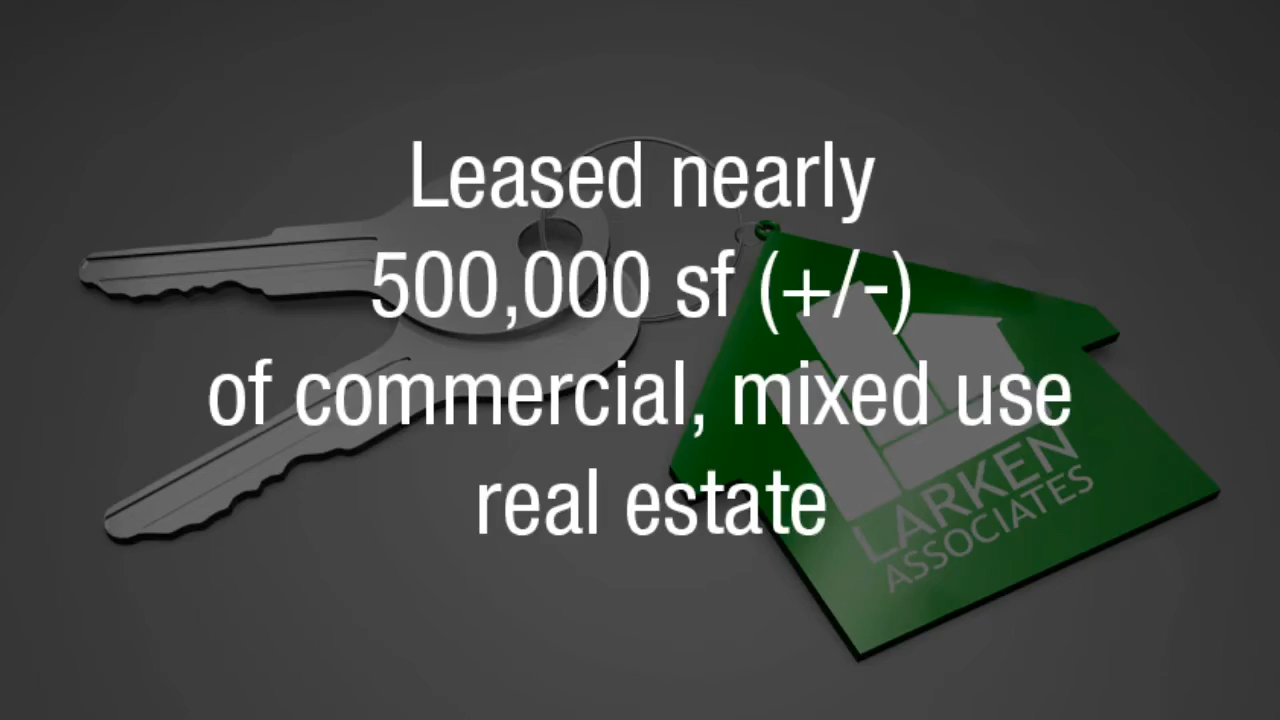 Leased nearly
500,000 sf (+/-)
of commercial, mixed use
real estate
LARKEN
ASSOCIATES